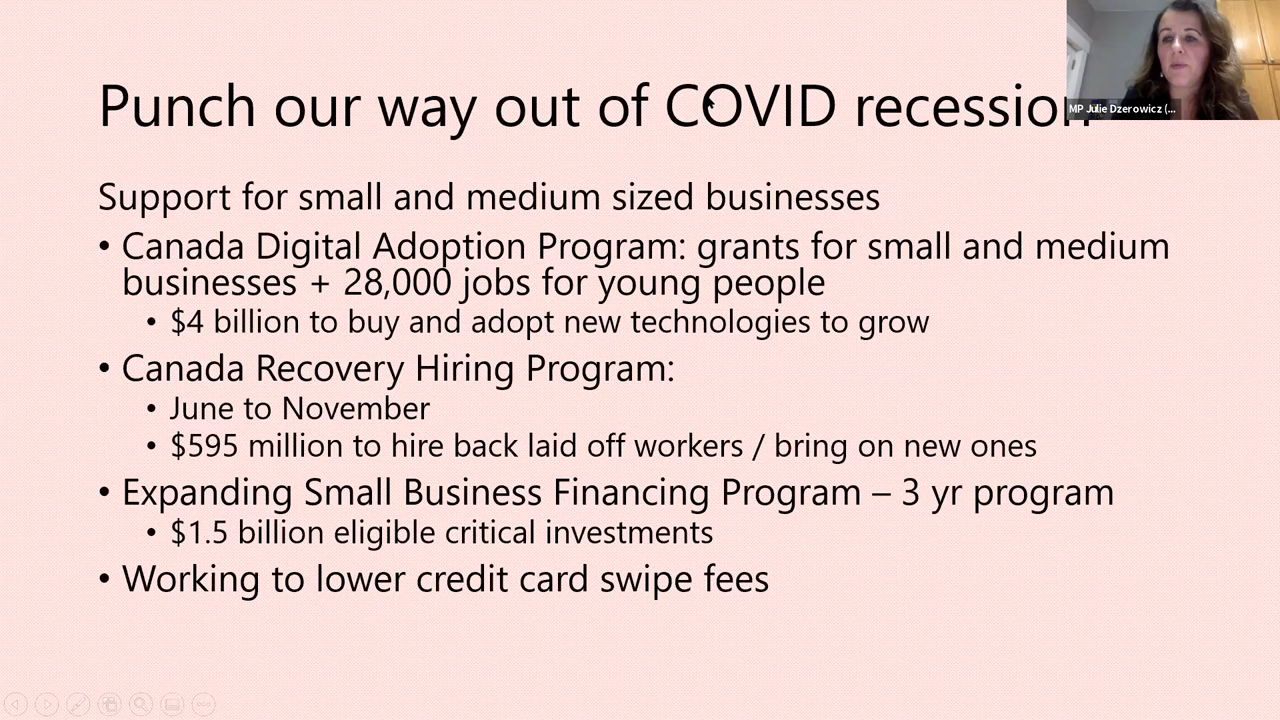 Punch our way out of COVID recession
MP Julie Dzerowicz (...
Support for small and medium sized businesses
• Canada Digital Adoption Program: grants for small and medium
businesses + 28,000 jobs for young people
• $4 billion to buy and adopt new technologies to grow
• Canada Recovery Hiring Program:
• June to November
• $595 million to hire back laid off workers / bring on new ones
• Expanding Small Business Financing Program – 3 yr program
• $1.5 billion eligible critical investments
• Working to lower credit card swipe fees